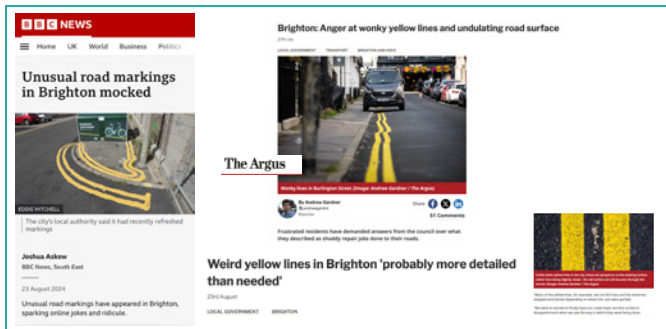 BBC NEWS
Home UK World Business Politics
Unusual road markings
in Brighton mocked
EDDIE MITCHELL
The city's local authority said it had recently refreshed
markings
Joshua Askew
BBC News, South East
23 August 2024
Unusual road markings have appeared in Brighton,
sparking online jokes and ridicule.
Brighton: Anger at wonky yellow lines and undulating road surface
27th July
LOCAL GOVERNMENT TRANSPORT BRIGHTON AND HOVE
The Argus
Wonky lines in Burlington Street (Image: Andrew Gardner / The Argus)
By Andrew Gardner
Reporter
Share
51 Comments
Frustrated residents have demanded answers from the council over what
they described as shoddy repair jobs done to their roads.
Weird yellow lines in Brighton 'probably more detailed
than needed'
23rd August
LOCAL GOVERNMENT BRIGHTON